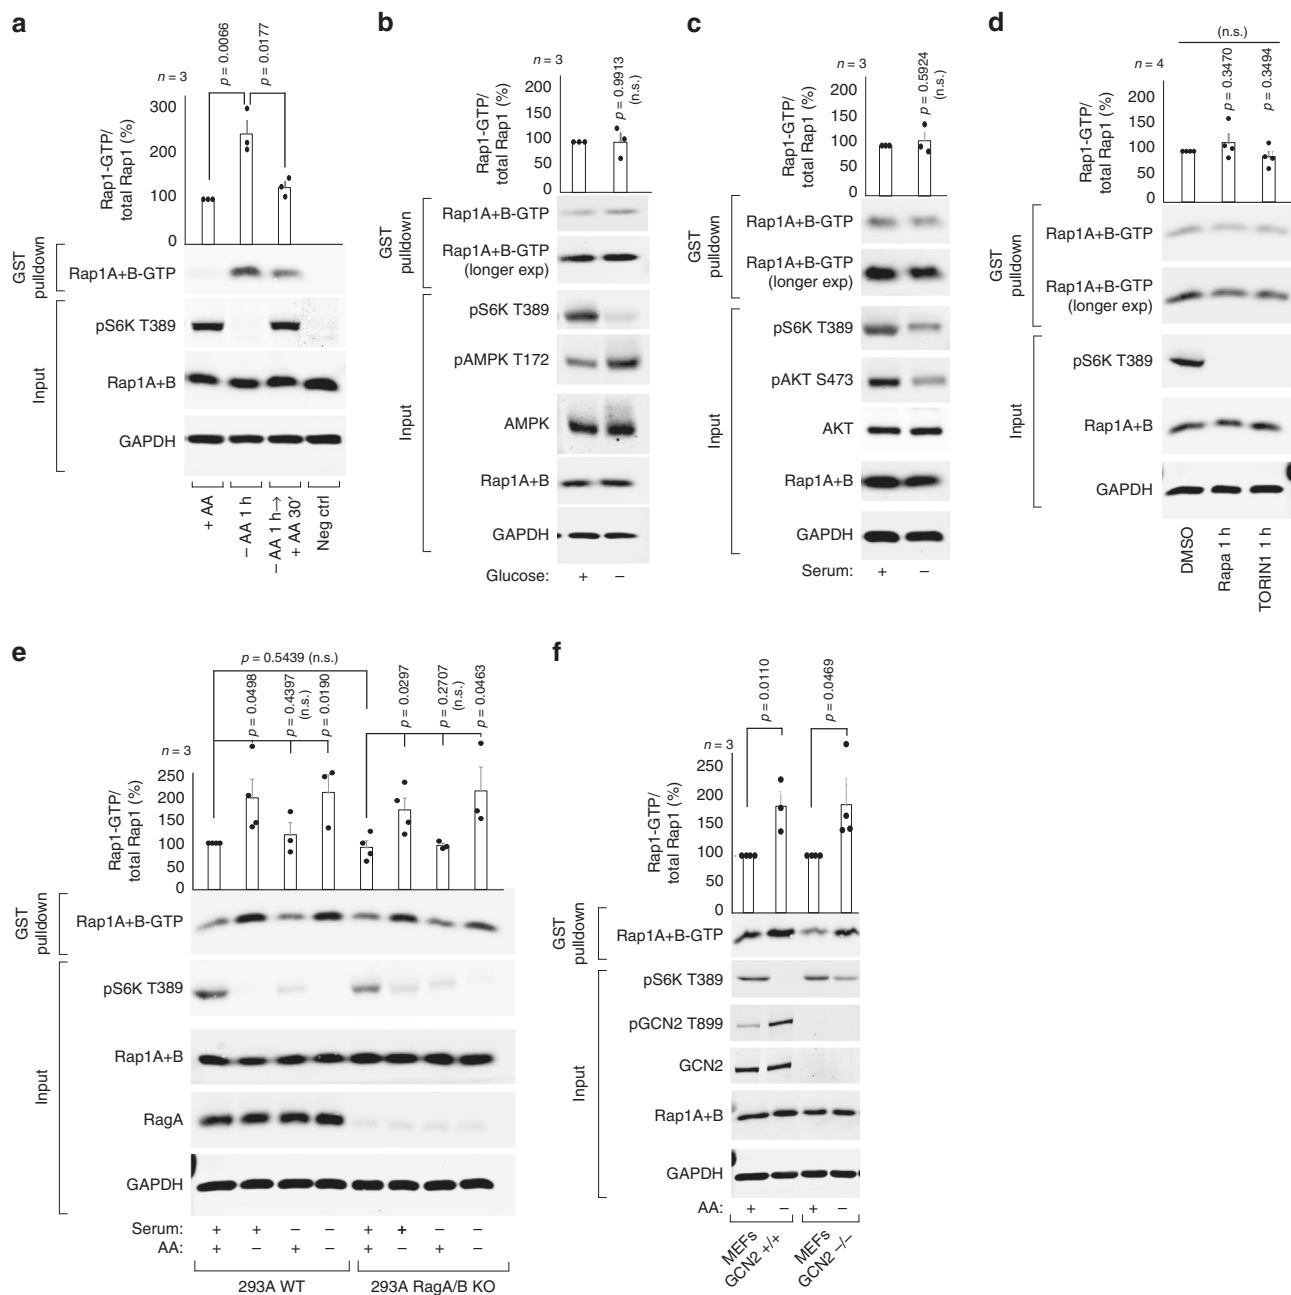 a
p = 0.0066
p = 0.0177
n = 3
Rap1-GTP/
total Rap1 (%)
300
200
100
0
GST
pulldown
Rap1A+B-GTP
Input
pS6K T389
Rap1A+B
GAPDH
+ AA
– AA 1 h
– AA 1 h→
+ AA 30′
Neg ctrl
b
n = 3
p = 0.9913
(n.s.)
Rap1-GTP/
total Rap1 (%)
200
150
100
50
0
GST
pulldown
Rap1A+B-GTP
Rap1A+B-GTP
(longer exp)
Input
pS6K T389
pAMPK T172
AMPK
Rap1A+B
GAPDH
Glucose: + –
c
n = 3
p = 0.5924
(n.s.)
Rap1-GTP/
total Rap1 (%)
200
150
100
50
0
GST
pulldown
Rap1A+B-GTP
Rap1A+B-GTP
(longer exp)
Input
pS6K T389
pAKT S473
AKT
Rap1A+B
GAPDH
Serum: + –
d
(n.s.)
n = 4
p = 0.3470
p = 0.3494
Rap1-GTP/
total Rap1 (%)
200
150
100
50
0
GST
pulldown
Rap1A+B-GTP
Rap1A+B-GTP
(longer exp)
Input
pS6K T389
Rap1A+B
GAPDH
DMSO
Rapa 1 h
TORIN1 1 h
e
p = 0.5439 (n.s.)
p = 0.0498
p = 0.4397
(n.s.)
p = 0.0190
p = 0.0297
p = 0.2707
(n.s.)
p = 0.0463
n = 3
Rap1-GTP/
total Rap1 (%)
250
200
150
100
50
0
GST
pulldown
Rap1A+B-GTP
Input
pS6K T389
Rap1A+B
RagA
GAPDH
Serum: + + – – + + – –
AA: + – + – + – + –
293A WT
293A RagA/B KO
f
p = 0.0110
p = 0.0469
n = 3
Rap1-GTP/
total Rap1 (%)
250
200
150
100
50
0
GST
pulldown
Rap1A+B-GTP
Input
pS6K T389
pGCN2 T899
GCN2
Rap1A+B
GAPDH
AA: + – + –
MEFs
GCN2 +/+
MEFs
GCN2 –/–